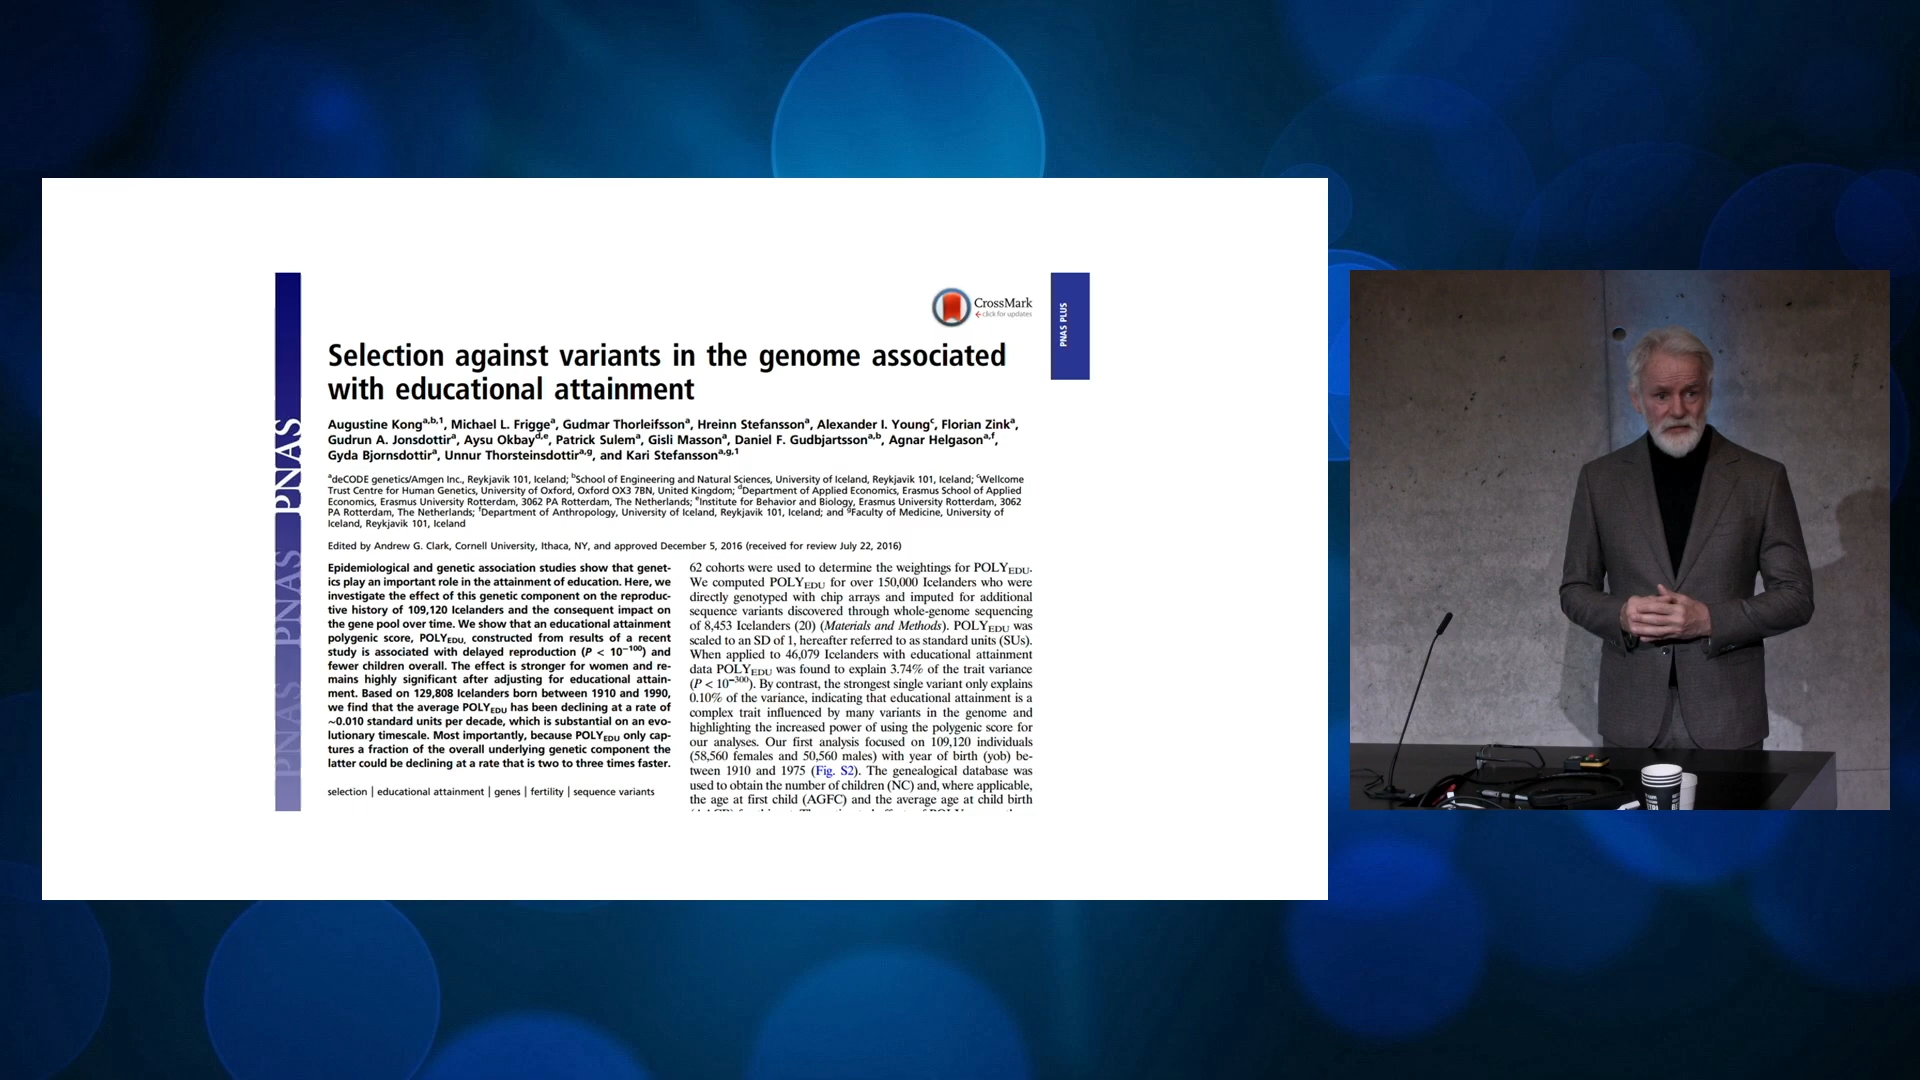 CrossMark
click for updates
PNAS PLUS
PNAS PNAS PNAS
Selection against variants in the genome associated
with educational attainment
Augustine Kong^a,b,1, Michael L. Frigge^a, Gudmar Thorleifsson^a, Hreinn Stefansson^a, Alexander I. Young^c, Florian Zink^a,
Gudrun A. Jonsdottir^a, Aysu Okbay^d,e, Patrick Sulem^a, Gisli Masson^a, Daniel F. Gudbjartsson^a,b, Agnar Helgason^a,f,
Gyda Bjornsdottir^a, Unnur Thorsteinsdottir^a,g, and Kari Stefansson^a,g,1
^adeCODE genetics/Amgen Inc., Reykjavik 101, Iceland; ^bSchool of Engineering and Natural Sciences, University of Iceland, Reykjavik 101, Iceland; ^cWellcome
Trust Centre for Human Genetics, University of Oxford, Oxford OX3 7BN, United Kingdom; ^dDepartment of Applied Economics, Erasmus School of Applied
Economics, Erasmus University Rotterdam, 3062 PA Rotterdam, The Netherlands; ^eInstitute for Behavior and Biology, Erasmus University Rotterdam, 3062
PA Rotterdam, The Netherlands; ^fDepartment of Anthropology, University of Iceland, Reykjavik 101, Iceland; and ^gFaculty of Medicine, University of
Iceland, Reykjavik 101, Iceland
Edited by Andrew G. Clark, Cornell University, Ithaca, NY, and approved December 5, 2016 (received for review July 22, 2016)
Epidemiological and genetic association studies show that genet-
ics play an important role in the attainment of education. Here, we
investigate the effect of this genetic component on the reproduc-
tive history of 109,120 Icelanders and the consequent impact on
the gene pool over time. We show that an educational attainment
polygenic score, POLY_EDU, constructed from results of a recent
study is associated with delayed reproduction (P < 10^−100) and
fewer children overall. The effect is stronger for women and re-
mains highly significant after adjusting for educational attain-
ment. Based on 129,808 Icelanders born between 1910 and 1990,
we find that the average POLY_EDU has been declining at a rate of
~0.010 standard units per decade, which is substantial on an evo-
lutionary timescale. Most importantly, because POLY_EDU only cap-
tures a fraction of the overall underlying genetic component the
latter could be declining at a rate that is two to three times faster.
selection | educational attainment | genes | fertility | sequence variants
62 cohorts were used to determine the weightings for POLY_EDU.
We computed POLY_EDU for over 150,000 Icelanders who were
directly genotyped with chip arrays and imputed for additional
sequence variants discovered through whole-genome sequencing
of 8,453 Icelanders (20) (Materials and Methods). POLY_EDU was
scaled to an SD of 1, hereafter referred to as standard units (SUs).
When applied to 46,079 Icelanders with educational attainment
data POLY_EDU was found to explain 3.74% of the trait variance
(P < 10^−300). By contrast, the strongest single variant only explains
0.10% of the variance, indicating that educational attainment is a
complex trait influenced by many variants in the genome and
highlighting the increased power of using the polygenic score for
our analyses. Our first analysis focused on 109,120 individuals
(58,560 females and 50,560 males) with year of birth (yob) be-
tween 1910 and 1975 (Fig. S2). The genealogical database was
used to obtain the number of children (NC) and, where applicable,
the age at first child (AGFC) and the average age at child birth